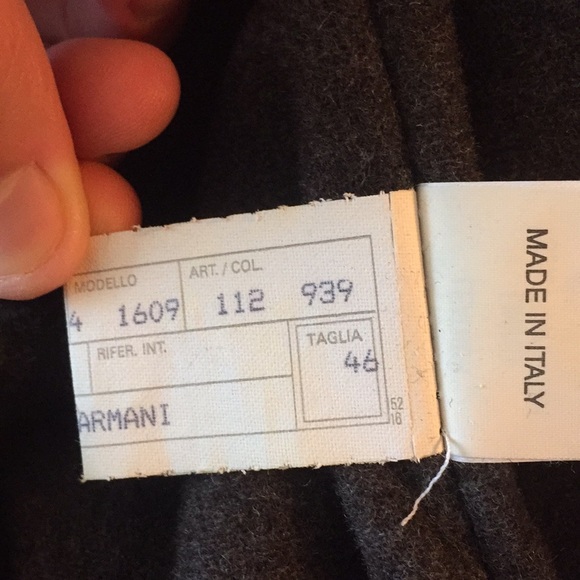 MODELLO ART./COL.
4 1609 112 939
RIFER. INT. TAGLIA
46
ARMANI
52
16
MADE IN ITALY